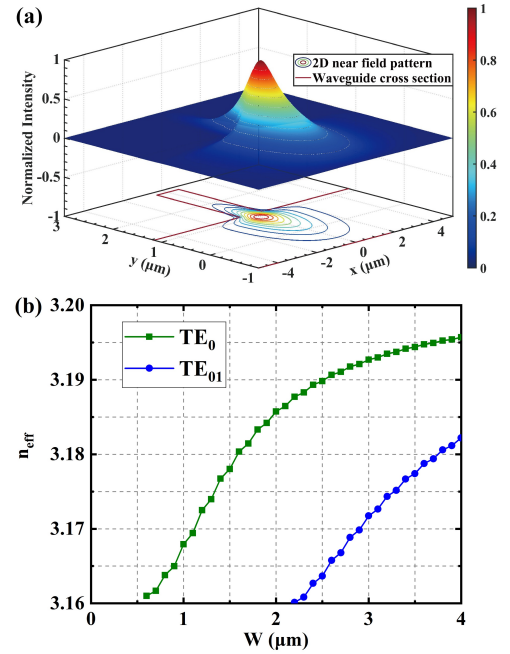 (a)
1
0.5
0
-0.5
-1
Normalized Intensity
2D near field pattern
Waveguide cross section
1
0.8
0.6
0.4
0.2
0
3
2
1
0
-1
y (μm)
-4
-2
0
2
4
x (μm)
(b)
3.20
3.19
3.18
3.17
3.16
n_eff
TE₀
TE₀₁
0
1
2
3
4
W (μm)